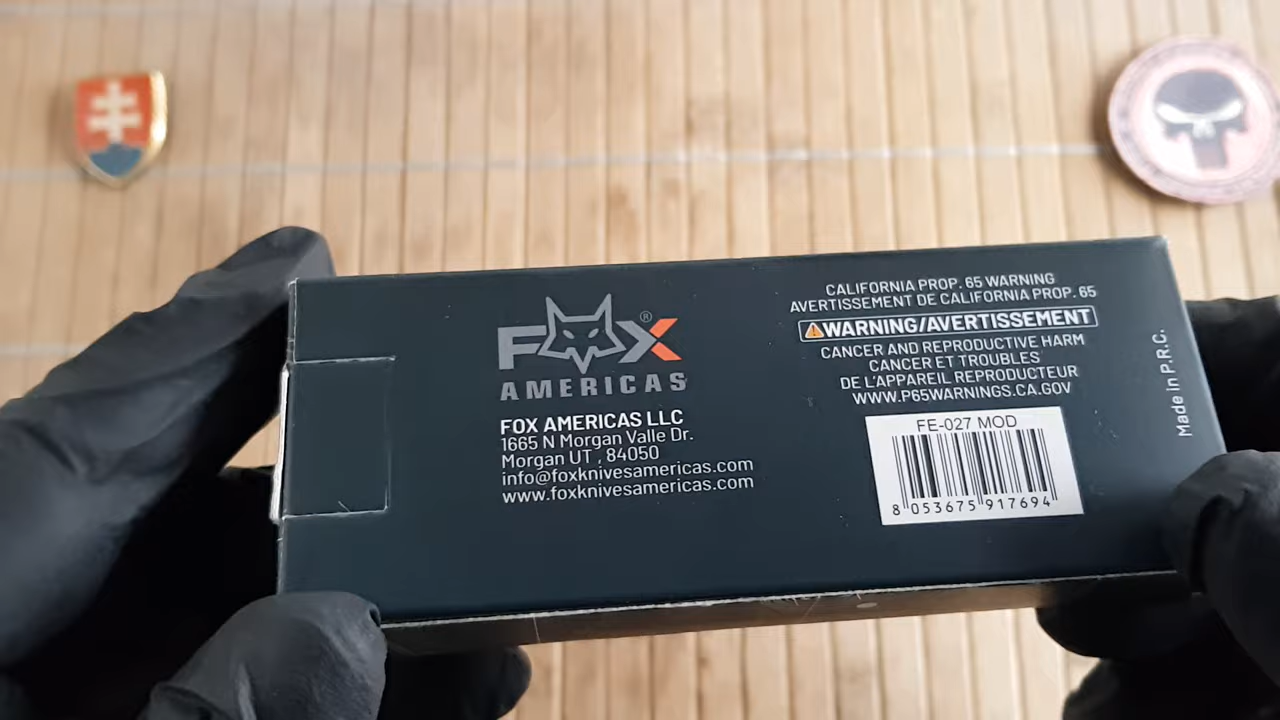 FOX®
AMERICAS
FOX AMERICAS LLC
1665 N Morgan Valle Dr.
Morgan UT , 84050
info@foxknivesamericas.com
www.foxknivesamericas.com
CALIFORNIA PROP. 65 WARNING
AVERTISSEMENT DE CALIFORNIA PROP. 65
WARNING/AVERTISSEMENT
CANCER AND REPRODUCTIVE HARM
CANCER ET TROUBLES
DE L'APPAREIL REPRODUCTEUR
WWW.P65WARNINGS.CA.GOV
FE-027 MOD
8 053675 917694
Made in P.R.C.